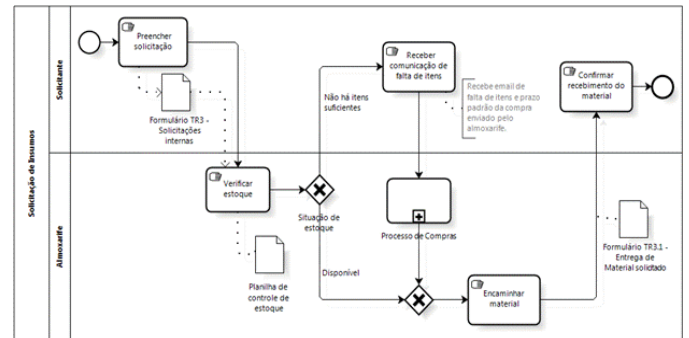 Solicitação de Insumos
Solicitante
Preencher
solicitação
Formulário TR3 -
Solicitações
internas
Não há itens
suficientes
Receber
comunicação de
falta de itens
Recebe email de
falta de itens e prazo
padrão da compra
enviado pelo
almoxarife.
Confirmar
recebimento do
material
Almoxarife
Verificar
estoque
Situação de
estoque
Planilha de
controle de
estoque
Disponível
Processo de Compras
Encaminhar
material
Formulário TR3.1 -
Entrega de
Material solicitado